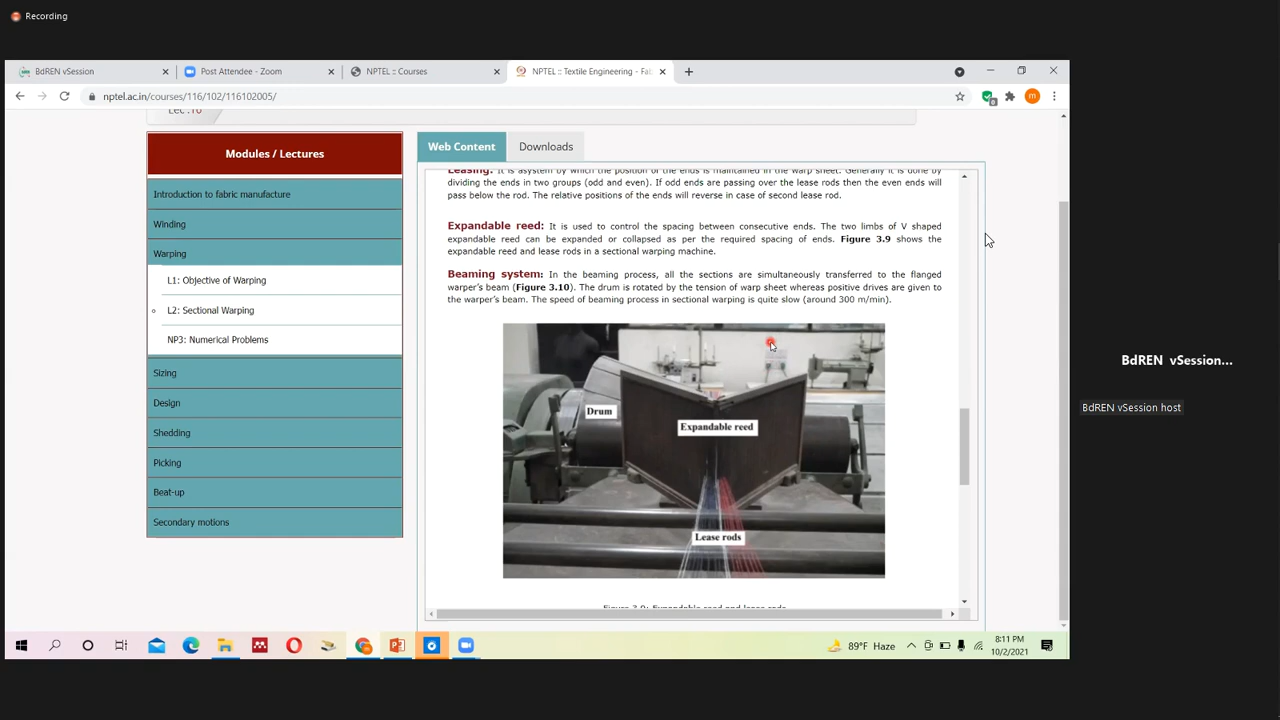 Recording
BdREN vSession
Post Attendee - Zoom
NPTEL :: Courses
NPTEL :: Textile Engineering - Fa
nptel.ac.in/courses/116/102/116102005/
m
Lec :10
Modules / Lectures
Introduction to fabric manufacture
Winding
Warping
L1: Objective of Warping
L2: Sectional Warping
NP3: Numerical Problems
Sizing
Design
Shedding
Picking
Beat-up
Secondary motions
Web Content
Downloads
Leasing: It is asystem by which the position of the ends is maintained in the warp sheet. Generally it is done by
dividing the ends in two groups (odd and even). If odd ends are passing over the lease rods then the even ends will
pass below the rod. The relative positions of the ends will reverse in case of second lease rod.
Expandable reed: It is used to control the spacing between consecutive ends. The two limbs of V shaped
expandable reed can be expanded or collapsed as per the required spacing of ends. Figure 3.9 shows the
expandable reed and lease rods in a sectional warping machine.
Beaming system: In the beaming process, all the sections are simultaneously transferred to the flanged
warper's beam (Figure 3.10). The drum is rotated by the tension of warp sheet whereas positive drives are given to
the warper's beam. The speed of beaming process in sectional warping is quite slow (around 300 m/min).
Drum
Expandable reed
Lease rods
Figure 3.9: Expandable reed and lease rods
BdREN vSession...
BdREN vSession host
89°F Haze
8:11 PM
10/2/2021